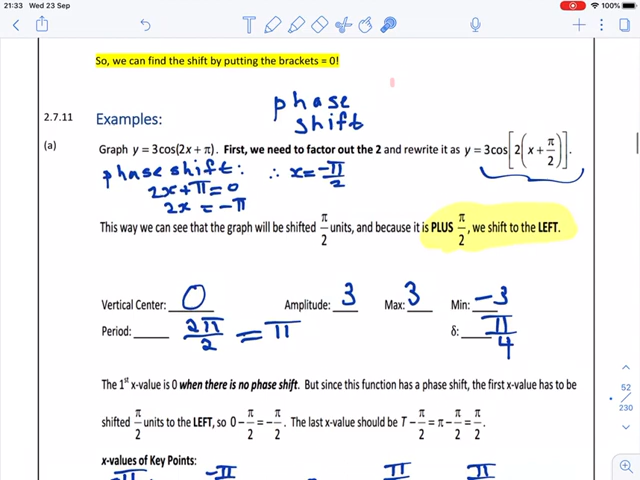 21:33 Wed 23 Sep
100%
So, we can find the shift by putting the brackets = 0!
phase
shift
2.7.11 Examples:
(a) Graph y = 3cos(2x + π). First, we need to factor out the 2 and rewrite it as y = 3cos[2(x + π/2)].
phase shift: ∴ x = -π/2
2x + π = 0
2x = -π
This way we can see that the graph will be shifted π/2 units, and because it is PLUS π/2, we shift to the LEFT.
Vertical Center: 0 Amplitude: 3 Max: 3 Min: -3
Period: 2π/2 = π δ: π/4
The 1st x-value is 0 when there is no phase shift. But since this function has a phase shift, the first x-value has to be
shifted π/2 units to the LEFT, so 0 - π/2 = -π/2. The last x-value should be T - π/2 = π - π/2 = π/2.
x-values of Key Points:
52
230